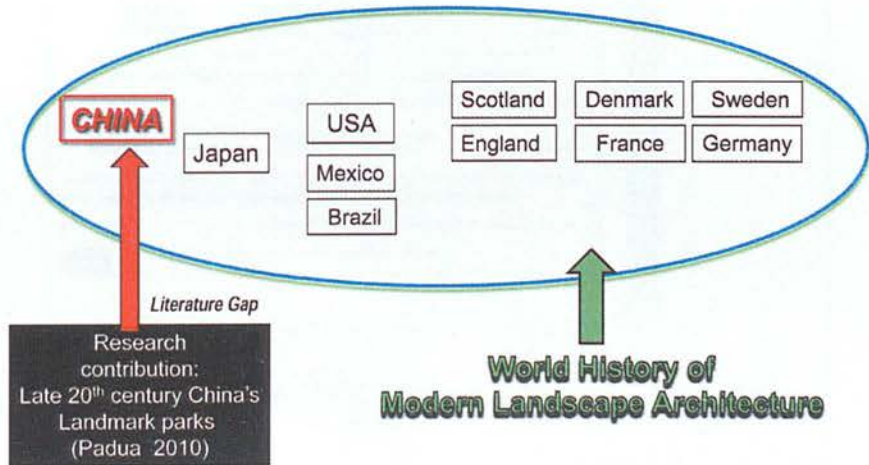 CHINA
Japan
USA
Mexico
Brazil
Scotland
Denmark
Sweden
England
France
Germany
Literature Gap
Research
contribution:
Late 20th century China's
Landmark parks
(Padua 2010)
World History of
Modern Landscape Architecture